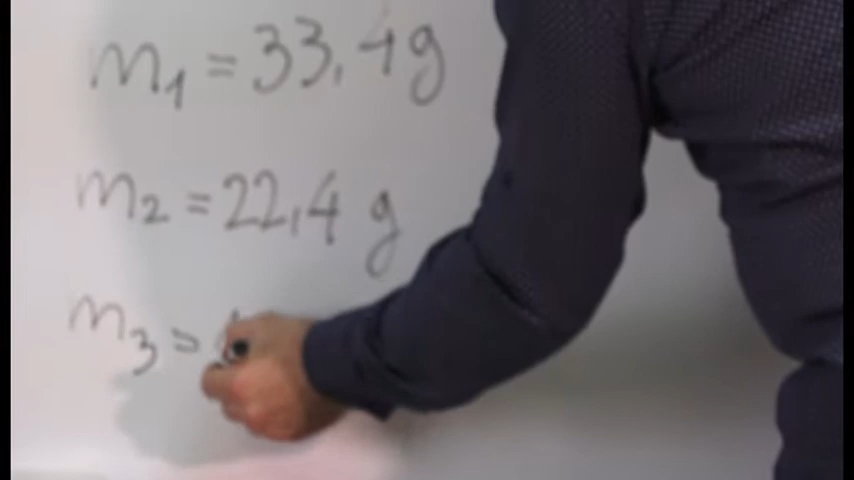 m₁ = 33,4 g
m₂ = 22,4 g
m₃ =